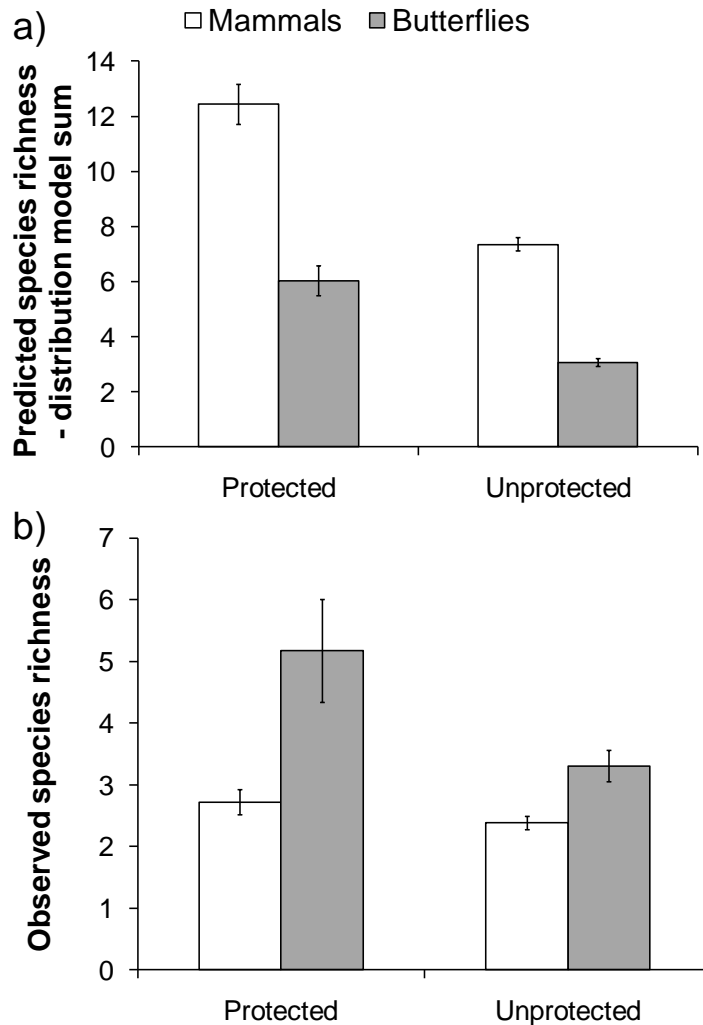 a)
Mammals Butterflies
Predicted species richness
- distribution model sum
14
12
10
8
6
4
2
0
Protected Unprotected
b)
Observed species richness
7
6
5
4
3
2
1
0
Protected Unprotected